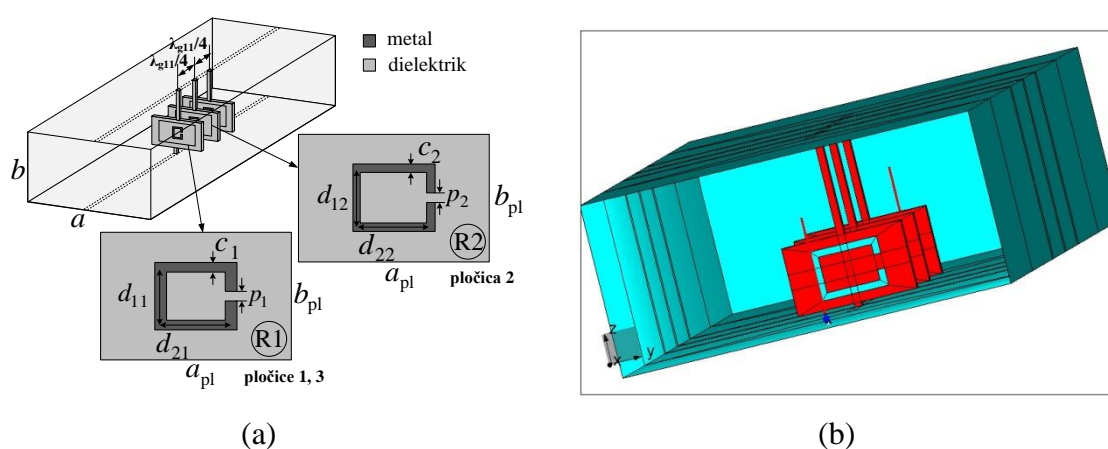 λg11/4
λg11/4
metal
dielektrik
b
a
c2
d12
p2
bpl
d22
R2
apl
pločica 2
c1
d11
p1
bpl
d21
R1
apl
pločice 1, 3
z
x
y
(a)
(b)